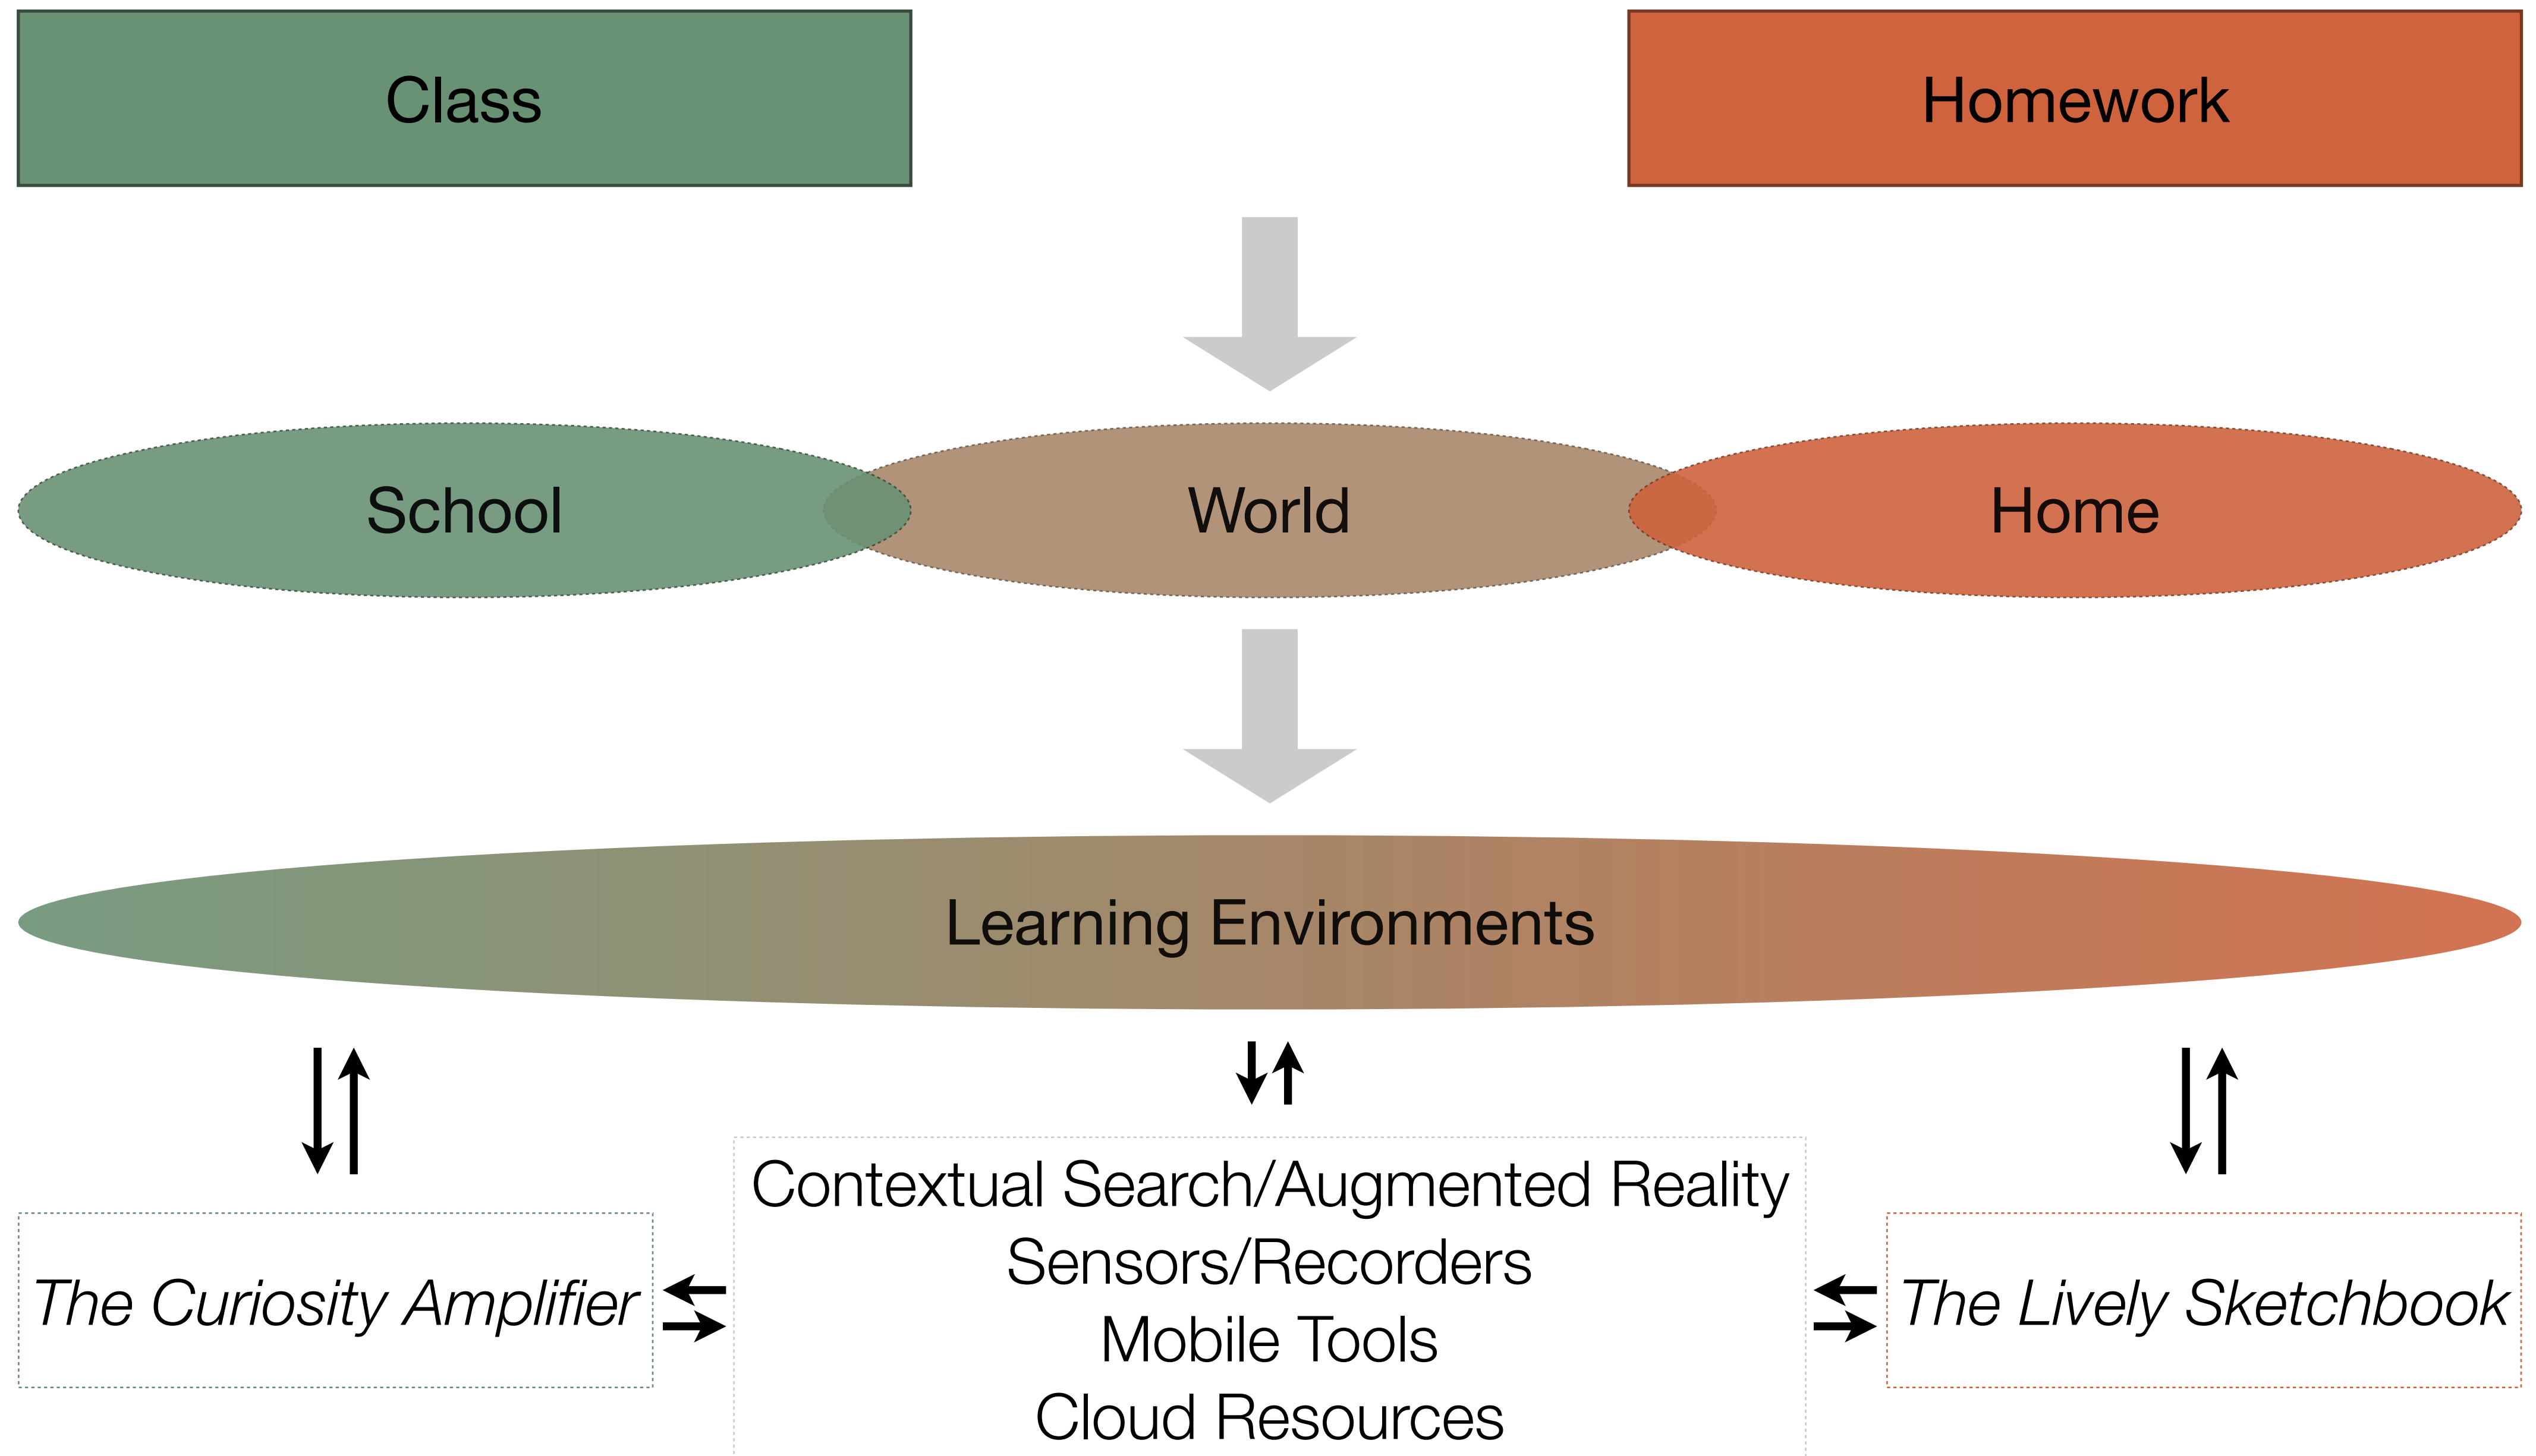 Class
Homework
School
World
Home
Learning Environments
The Curiosity Amplifier
Contextual Search/Augmented Reality
Sensors/Recorders
Mobile Tools
Cloud Resources
The Lively Sketchbook